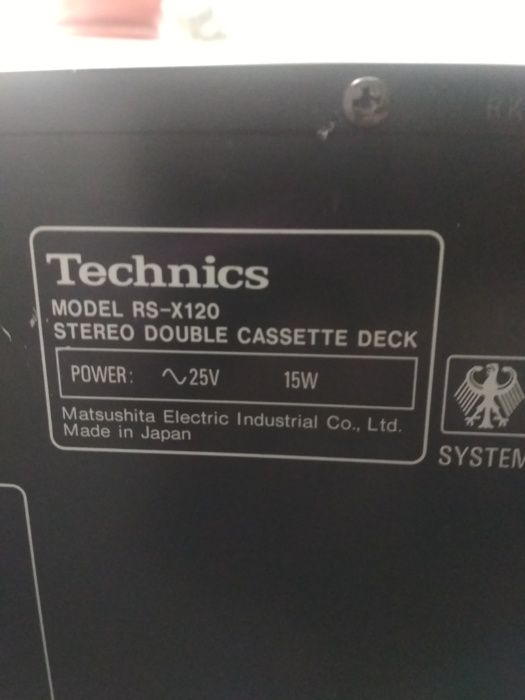 Technics
MODEL RS-X120
STEREO DOUBLE CASSETTE DECK
POWER: ∿25V 15W
Matsushita Electric Industrial Co., Ltd.
Made in Japan
SYSTEM